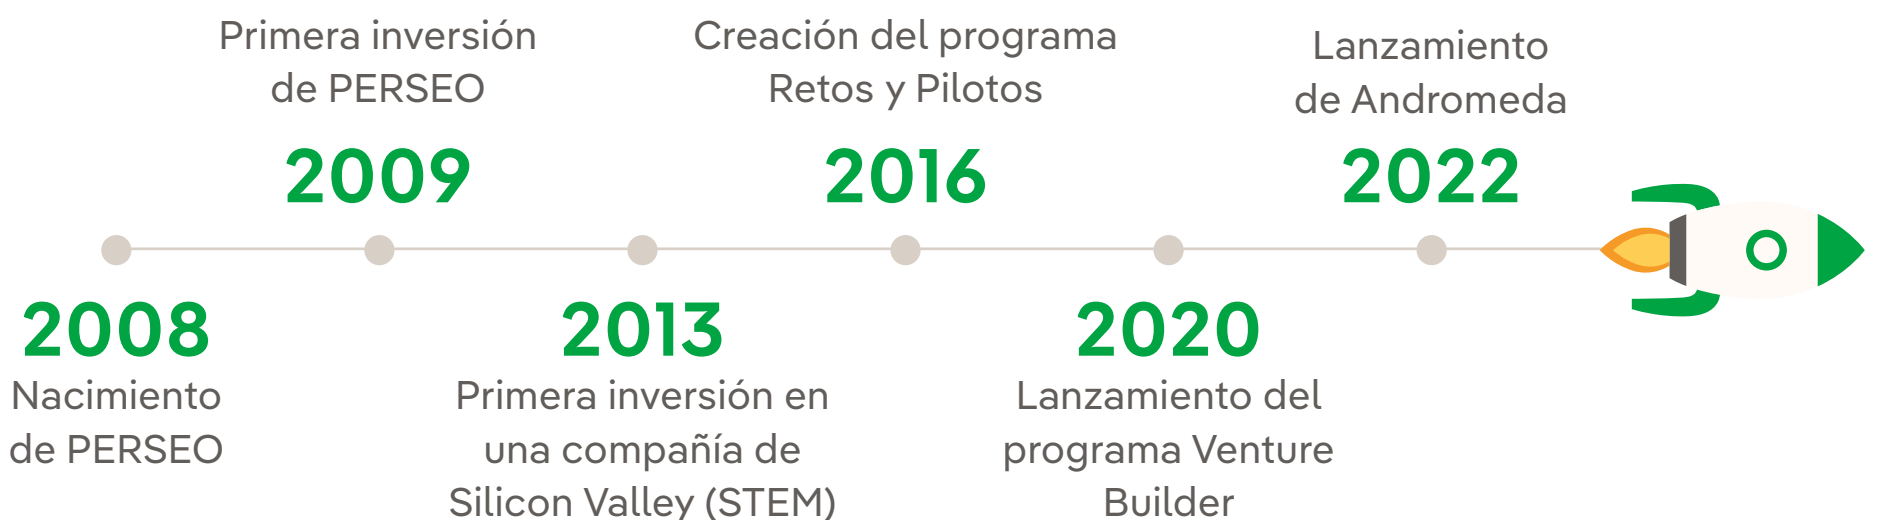 2008
Nacimiento
de PERSEO
Primera inversión
de PERSEO
2009
2013
Primera inversión en
una compañía de
Silicon Valley (STEM)
Creación del programa
Retos y Pilotos
2016
2020
Lanzamiento del
programa Venture
Builder
Lanzamiento
de Andromeda
2022